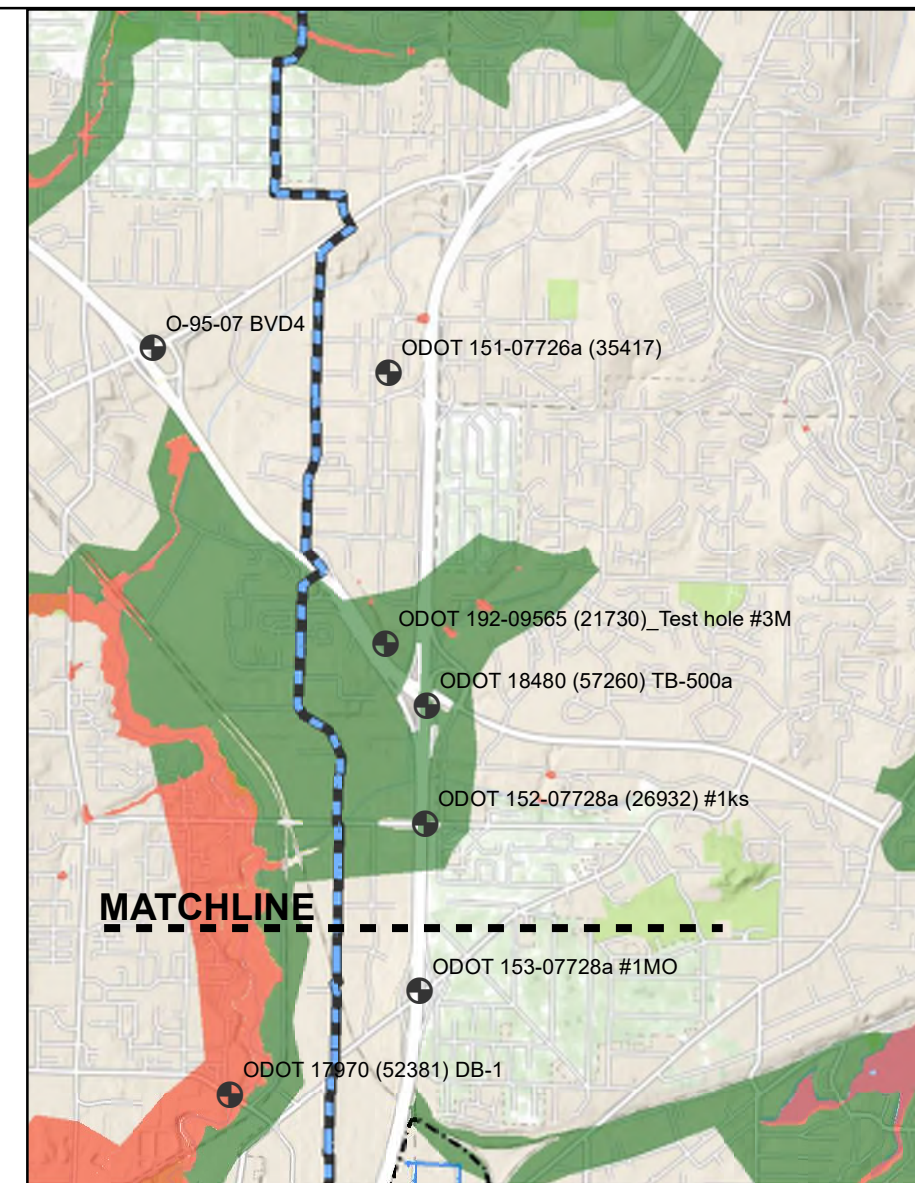 O-95-07 BVD4
ODOT 151-07726a (35417)
ODOT 192-09565 (21730)_Test hole #3M
ODOT 18480 (57260) TB-500a
ODOT 152-07728a (26932) #1ks
MATCHLINE
ODOT 153-07728a #1MO
ODOT 17970 (52381) DB-1